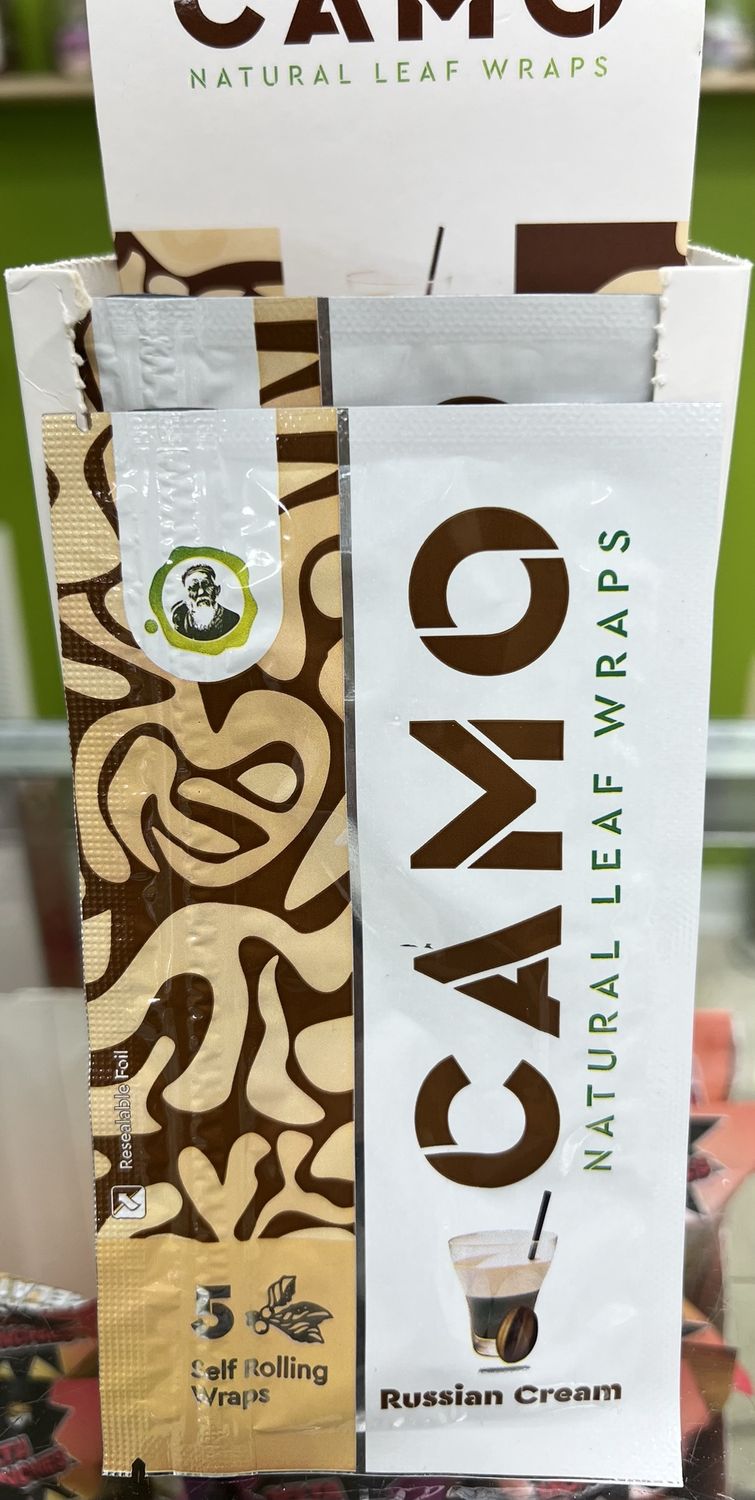 CAMO
NATURAL LEAF WRAPS
CAMO
NATURAL LEAF WRAPS
Resealable Foil
5
Self Rolling
Wraps
Russian Cream